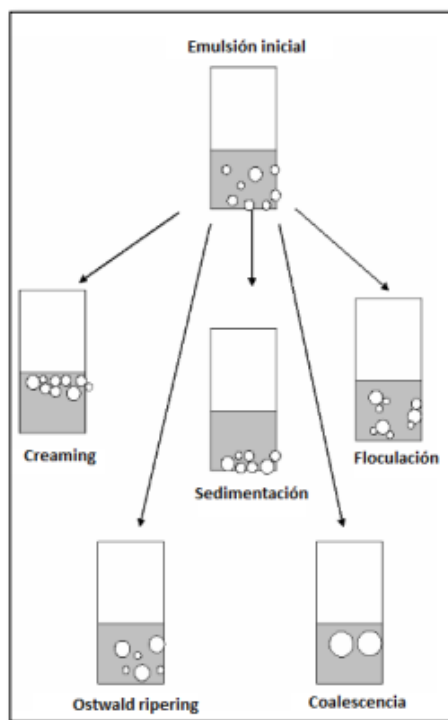 Emulsión inicial
Creaming
Sedimentación
Floculación
Ostwald ripering
Coalescencia